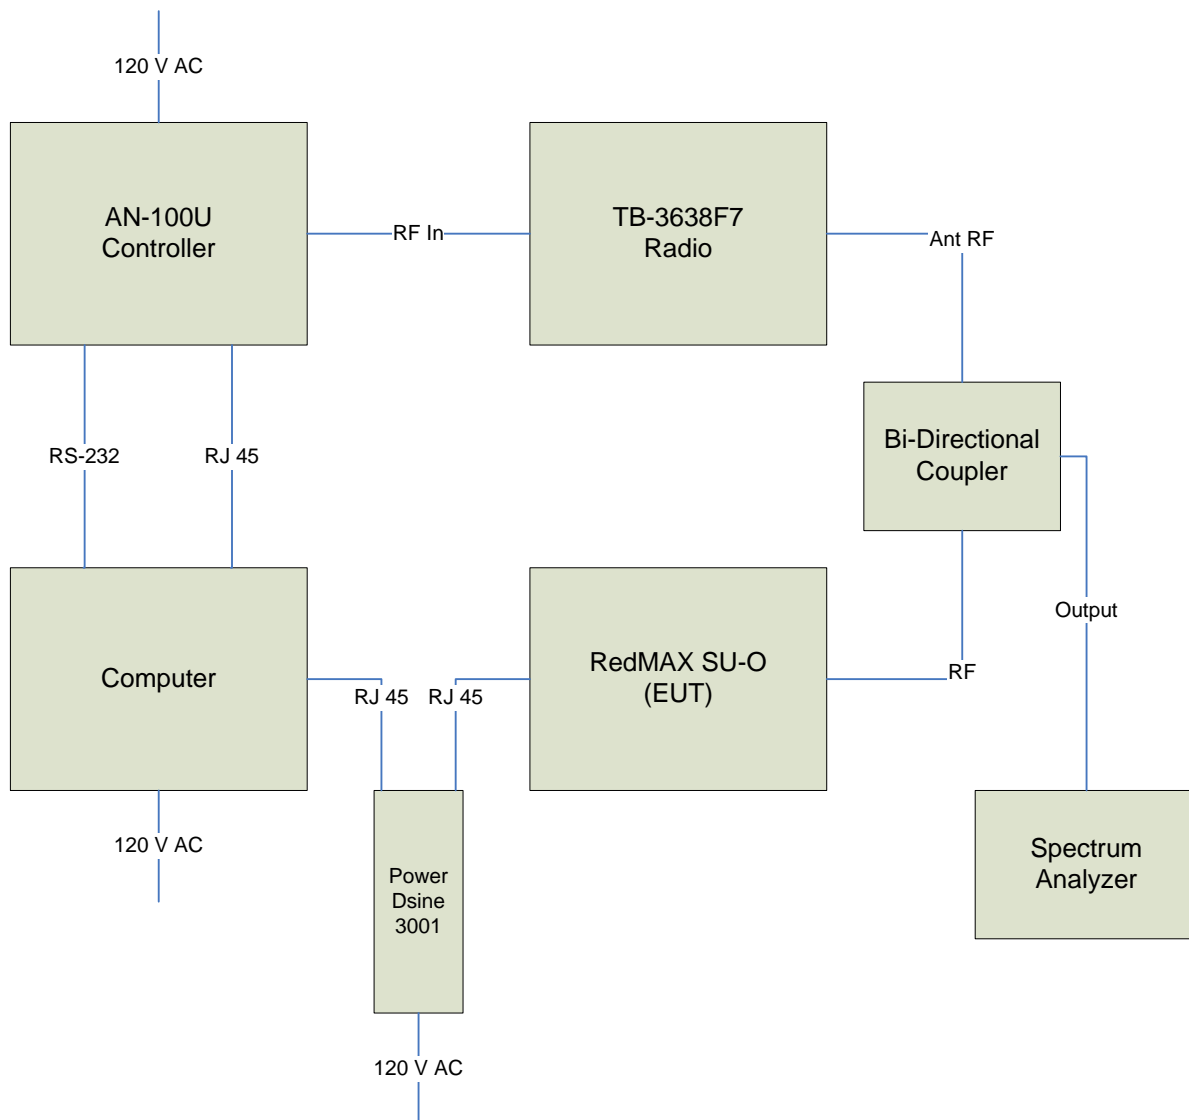 120 V AC
AN-100U
Controller
RF In
TB-3638F7
Radio
Ant RF
RS-232
RJ 45
Bi-Directional
Coupler
Computer
RJ 45
RJ 45
RedMAX SU-O
(EUT)
RF
Output
120 V AC
Power
Dsine
3001
Spectrum
Analyzer
120 V AC